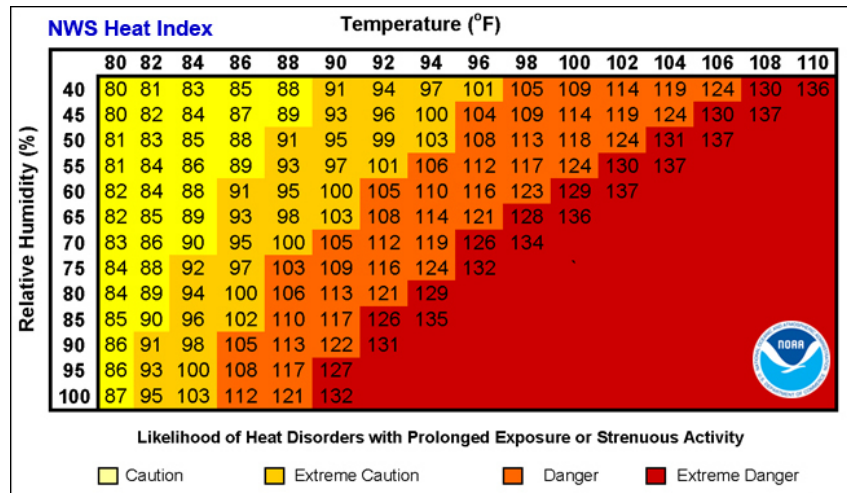 NWS Heat Index
Temperature (°F)
80 82 84 86 88 90 92 94 96 98 100 102 104 106 108 110
Relative Humidity (%)
40 80 81 83 85 88 91 94 97 101 105 109 114 119 124 130 136
45 80 82 84 87 89 93 96 100 104 109 114 119 124 130 137
50 81 83 85 88 91 95 99 103 108 113 118 124 131 137
55 81 84 86 89 93 97 101 106 112 117 124 130 137
60 82 84 88 91 95 100 105 110 116 123 129 137
65 82 85 89 93 98 103 108 114 121 128 136
70 83 86 90 95 100 105 112 119 126 134
75 84 88 92 97 103 109 116 124 132
80 84 89 94 100 106 113 121 129
85 85 90 96 102 110 117 126 135
90 86 91 98 105 113 122 131
95 86 93 100 108 117 127
100 87 95 103 112 121 132
NOAA
Likelihood of Heat Disorders with Prolonged Exposure or Strenuous Activity
Caution Extreme Caution Danger Extreme Danger